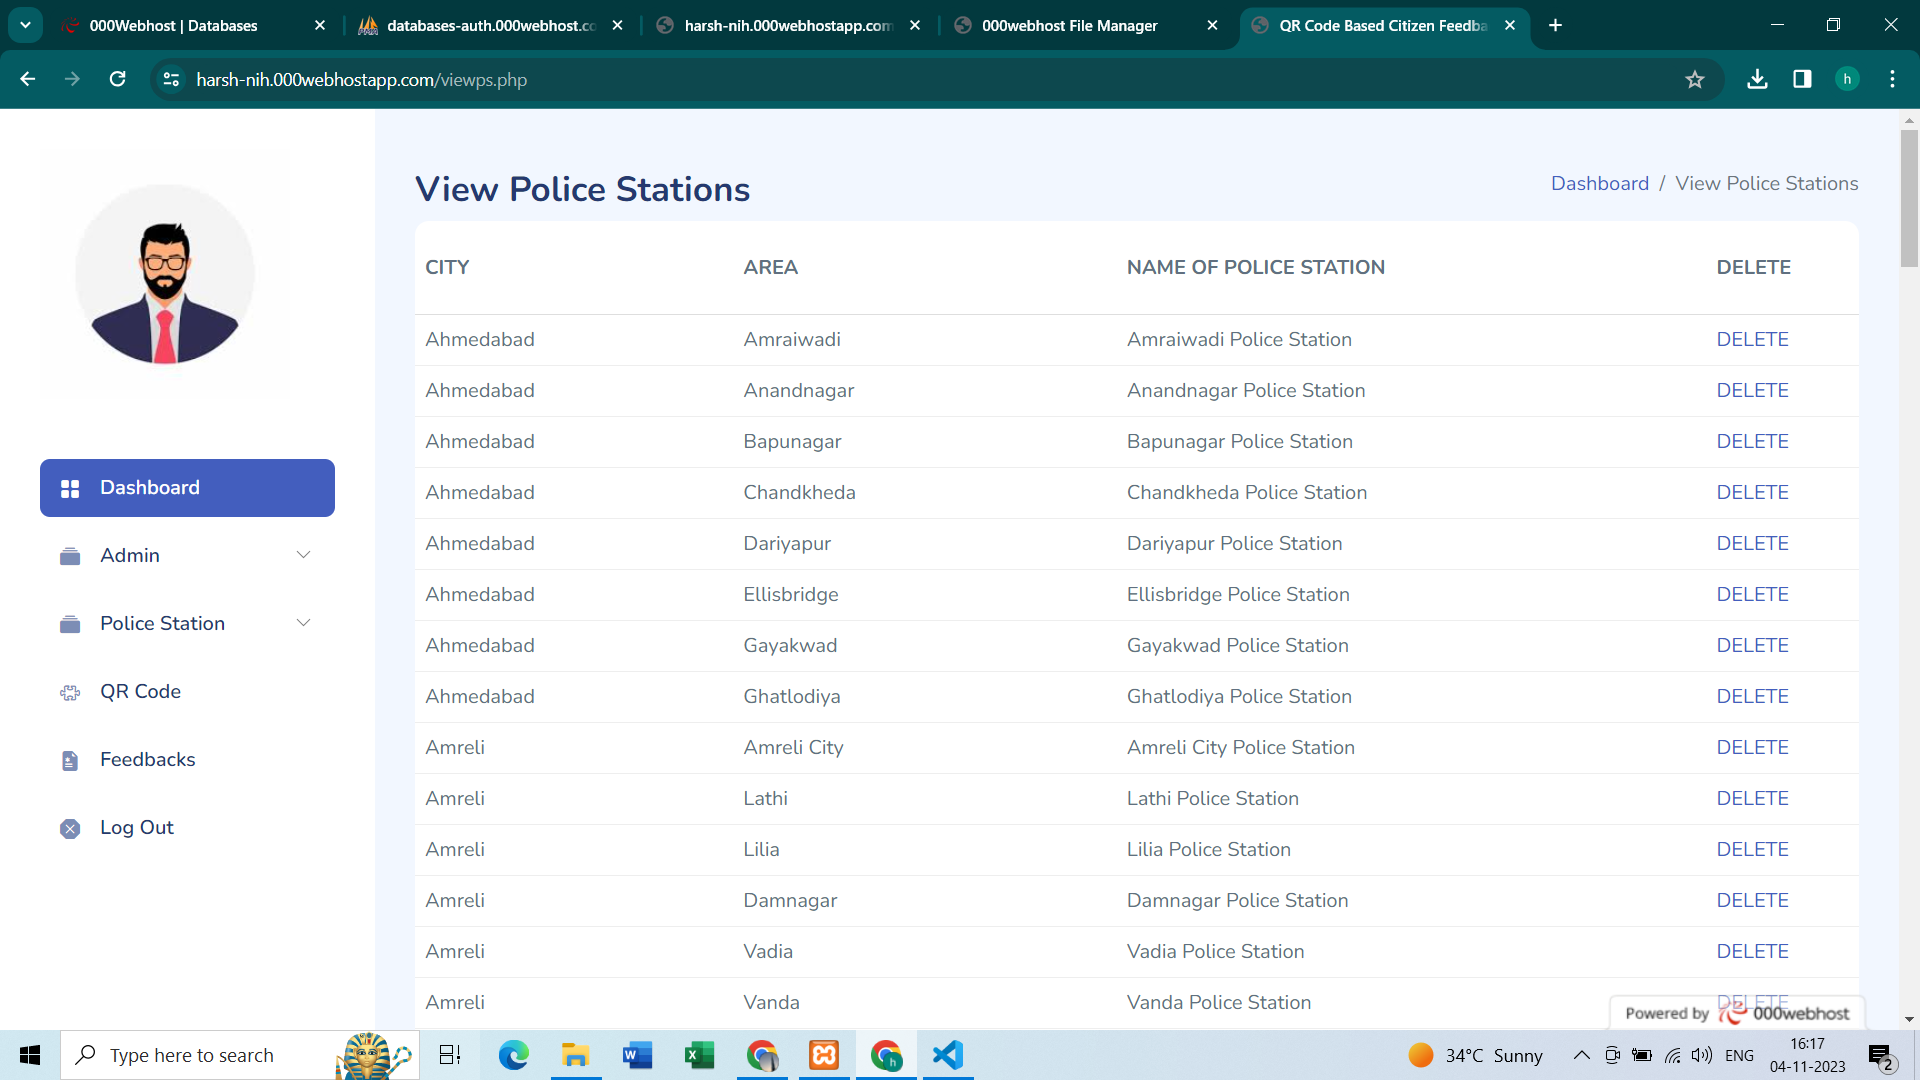 000Webhost | Databases
databases-auth.000webhost.co
harsh-nih.000webhostapp.com
000webhost File Manager
QR Code Based Citizen Feedba
harsh-nih.000webhostapp.com/viewps.php
h
View Police Stations
Dashboard / View Police Stations
CITY AREA NAME OF POLICE STATION DELETE
Ahmedabad Amraiwadi Amraiwadi Police Station DELETE
Ahmedabad Anandnagar Anandnagar Police Station DELETE
Ahmedabad Bapunagar Bapunagar Police Station DELETE
Ahmedabad Chandkheda Chandkheda Police Station DELETE
Ahmedabad Dariyapur Dariyapur Police Station DELETE
Ahmedabad Ellisbridge Ellisbridge Police Station DELETE
Ahmedabad Gayakwad Gayakwad Police Station DELETE
Ahmedabad Ghatlodiya Ghatlodiya Police Station DELETE
Amreli Amreli City Amreli City Police Station DELETE
Amreli Lathi Lathi Police Station DELETE
Amreli Lilia Lilia Police Station DELETE
Amreli Damnagar Damnagar Police Station DELETE
Amreli Vadia Vadia Police Station DELETE
Amreli Vanda Vanda Police Station DELETE
Dashboard
Admin
Police Station
QR Code
Feedbacks
Log Out
Powered by 000webhost
Type here to search
34°C Sunny
ENG
16:17
04-11-2023
2